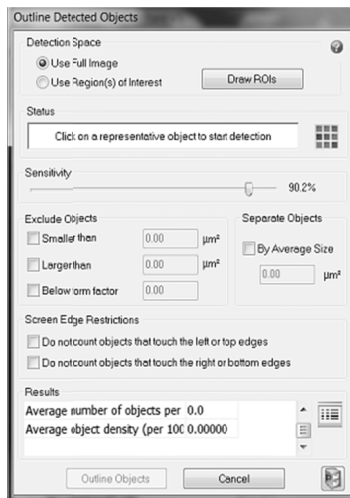 Outline Detected Objects
Detection Space
Use Full Image
Use Region(s) of Interest
Draw ROIs
Status
Click on a representative object to start detection
Sensitivity
90.2%
Exclude Objects
Separate Objects
Smaller than 0.00 µm²
By Average Size
Larger than 0.00 µm²
0.00 µm²
Below form factor 0.00
Screen Edge Restrictions
Do not count objects that touch the left or top edges
Do not count objects that touch the right or bottom edges
Results
Average number of objects per 0.0
Average object density (per 100 0.00000
Outline Objects
Cancel